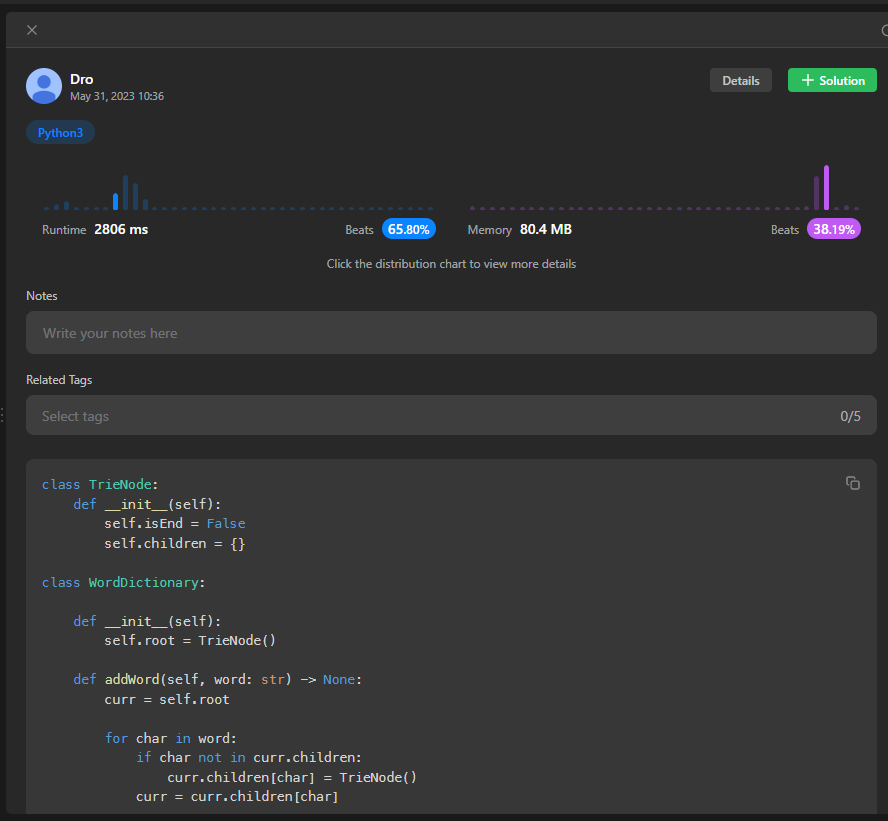 Dro
May 31, 2023 10:36
Details
Solution
Python3
Runtime 2806 ms Beats 65.80%
Memory 80.4 MB Beats 38.19%
Click the distribution chart to view more details
Notes
Write your notes here
Related Tags
Select tags 0/5
class TrieNode:
    def __init__(self):
        self.isEnd = False
        self.children = {}

class WordDictionary:

    def __init__(self):
        self.root = TrieNode()

    def addWord(self, word: str) -> None:
        curr = self.root

        for char in word:
            if char not in curr.children:
                curr.children[char] = TrieNode()
            curr = curr.children[char]